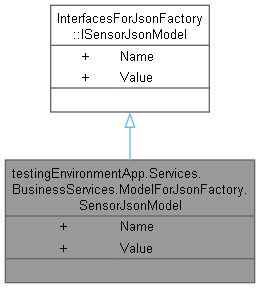 InterfacesForJsonFactory
::ISensorJsonModel
+ Name
+ Value
testingEnvironmentApp.Services.
BusinessServices.ModelForJsonFactory.
SensorJsonModel
+ Name
+ Value